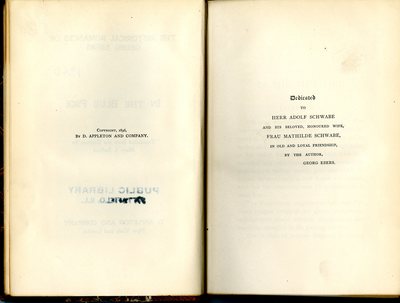 Copyright, 1896,
By D. APPLETON AND COMPANY.
PUBLIC LIBRARY
Dedicated
TO
HERR ADOLF SCHWABE
AND HIS BELOVED, HONOURED WIFE,
FRAU MATHILDE SCHWABE,
IN OLD AND LOYAL FRIENDSHIP,
BY THE AUTHOR,
GEORG EBERS.